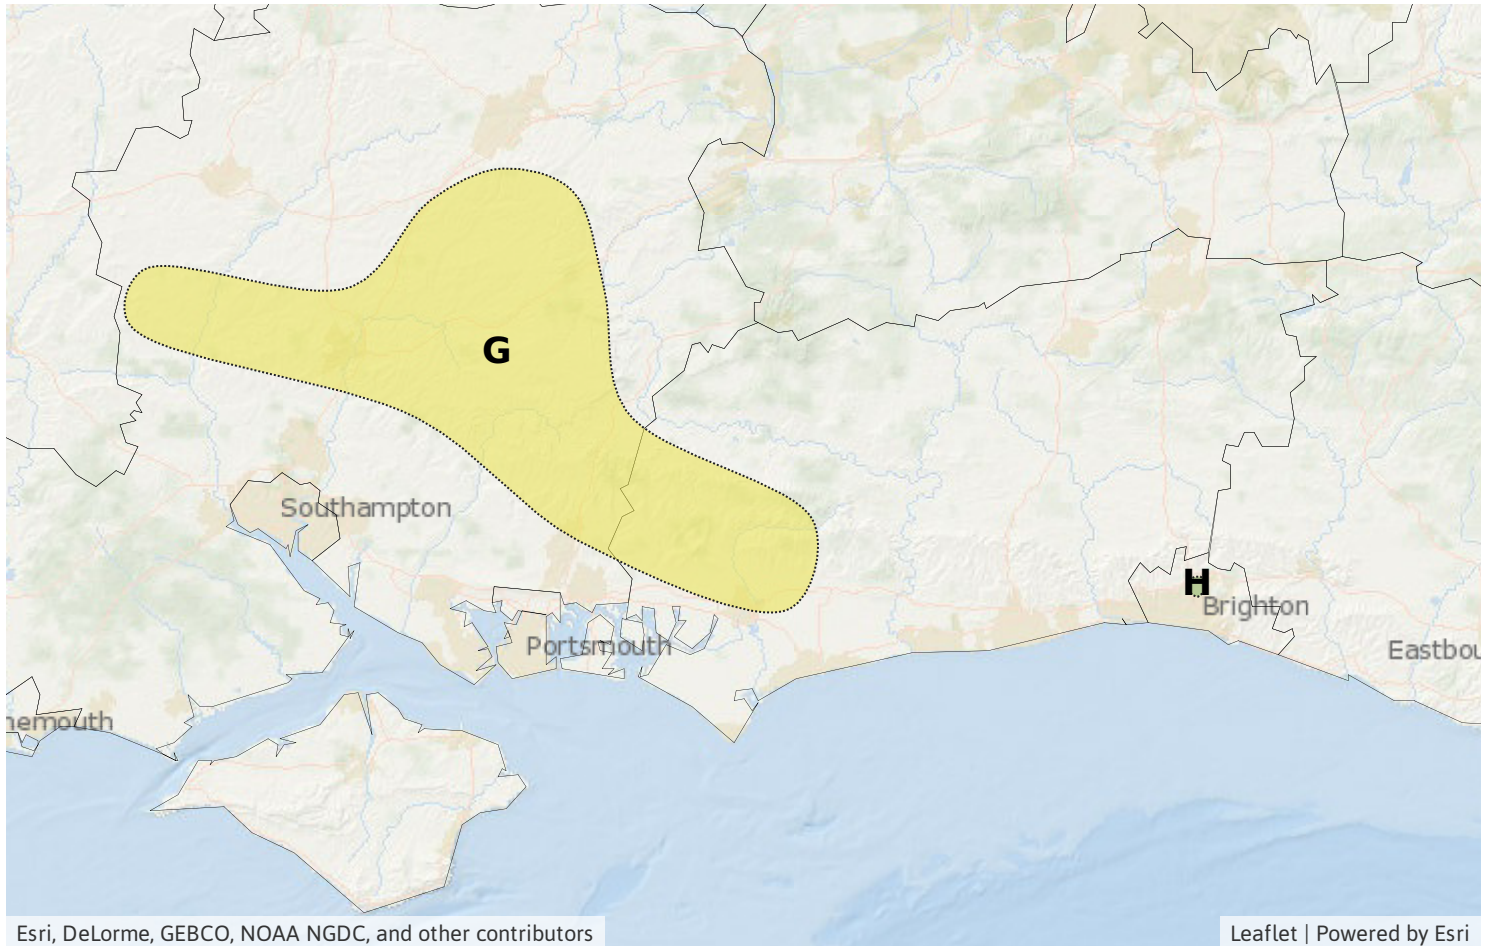 G
Southampton
H
Brighton
Portsmouth
Eastbou
nemouth
Esri, DeLorme, GEBCO, NOAA NGDC, and other contributors
Leaflet | Powered by Esri